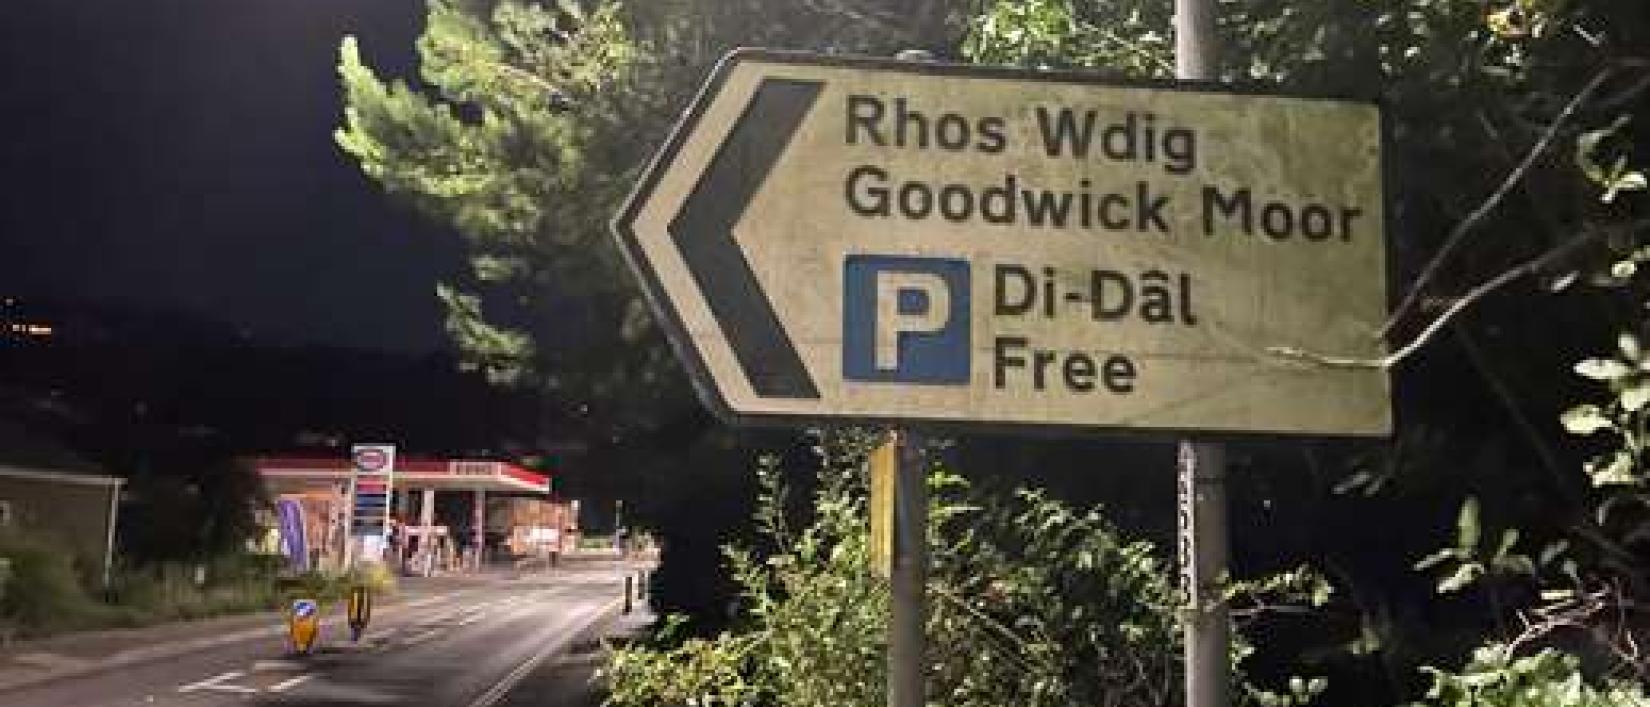 Rhos Wdig
Goodwick Moor
P
Di-Dâl
Free